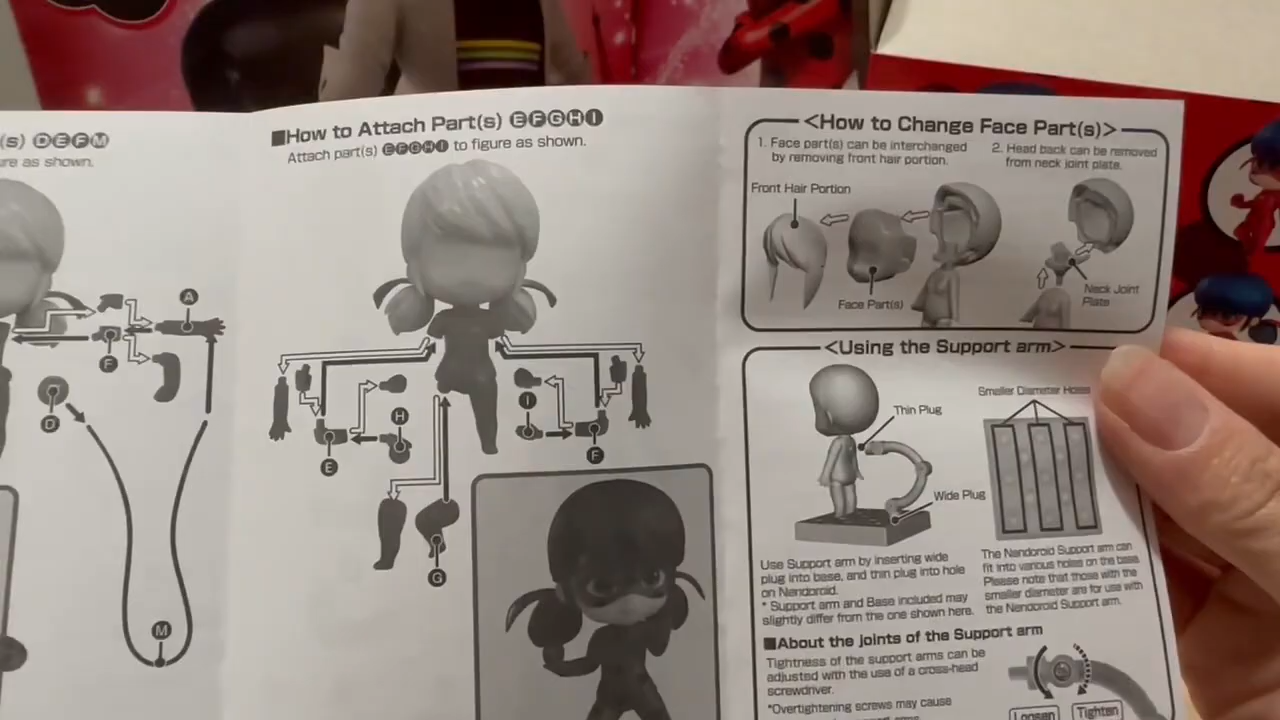 (s) DEFM
ure as shown.
A
F
D
M
■How to Attach Part(s) EFGHI
Attach part(s) EFGHI to figure as shown.
H
I
E
F
G
<How to Change Face Part(s)>
1. Face part(s) can be interchanged
by removing front hair portion.
2. Head back can be removed
from neck joint plate.
Front Hair Portion
Face Part(s)
Neck Joint
Plate
<Using the Support arm>
Thin Plug
Wide Plug
Smaller Diameter Holes
Use Support arm by inserting wide
plug into base, and thin plug into hole
on Nendoroid.
* Support arm and Base included may
slightly differ from the one shown here.
The Nendoroid Support arm can
fit into various holes on the base.
Please note that those with the
smaller diameter are for use with
the Nendoroid Support arm.
■About the joints of the Support arm
Tightness of the support arms can be
adjusted with the use of a cross-head
screwdriver.
*Overtightening screws may cause
Loosen
Tighten